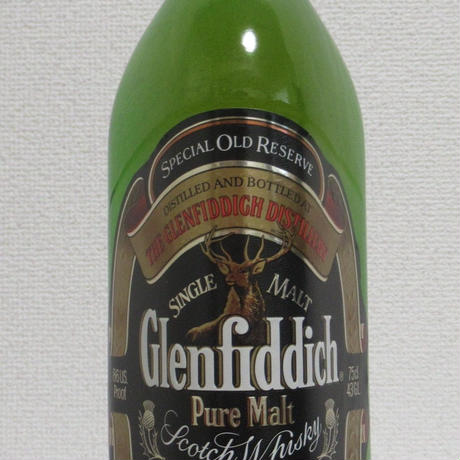 SPECIAL OLD RESERVE
DISTILLED AND BOTTLED AT
THE GLENFIDDICH DISTILLERY
SINGLE MALT
Glenfiddich®
86 U.S.
Proof
75cl
43 GL
Pure Malt
Scotch Whisky